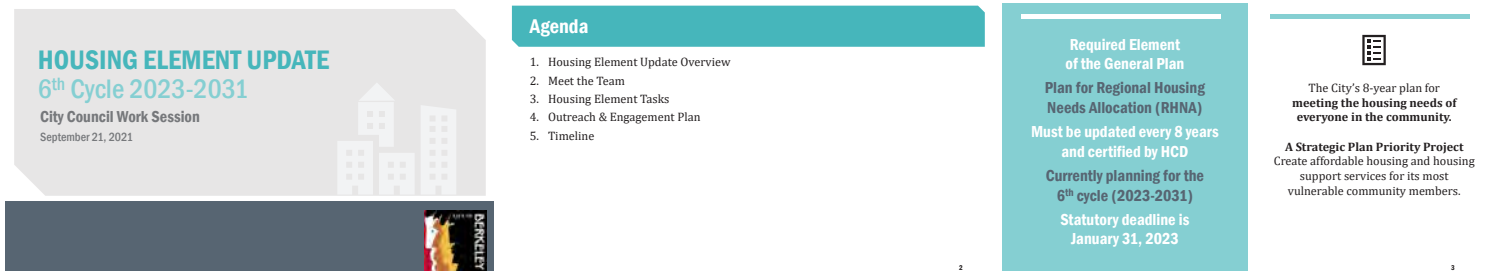 HOUSING ELEMENT UPDATE
6th Cycle 2023-2031
City Council Work Session
September 21, 2021
BERKELEY
Agenda
1. Housing Element Update Overview
2. Meet the Team
3. Housing Element Tasks
4. Outreach & Engagement Plan
5. Timeline
2
Required Element
of the General Plan
Plan for Regional Housing
Needs Allocation (RHNA)
Must be updated every 8 years
and certified by HCD
Currently planning for the
6th cycle (2023-2031)
Statutory deadline is
January 31, 2023
The City's 8-year plan for
meeting the housing needs of
everyone in the community.
A Strategic Plan Priority Project
Create affordable housing and housing
support services for its most
vulnerable community members.
3